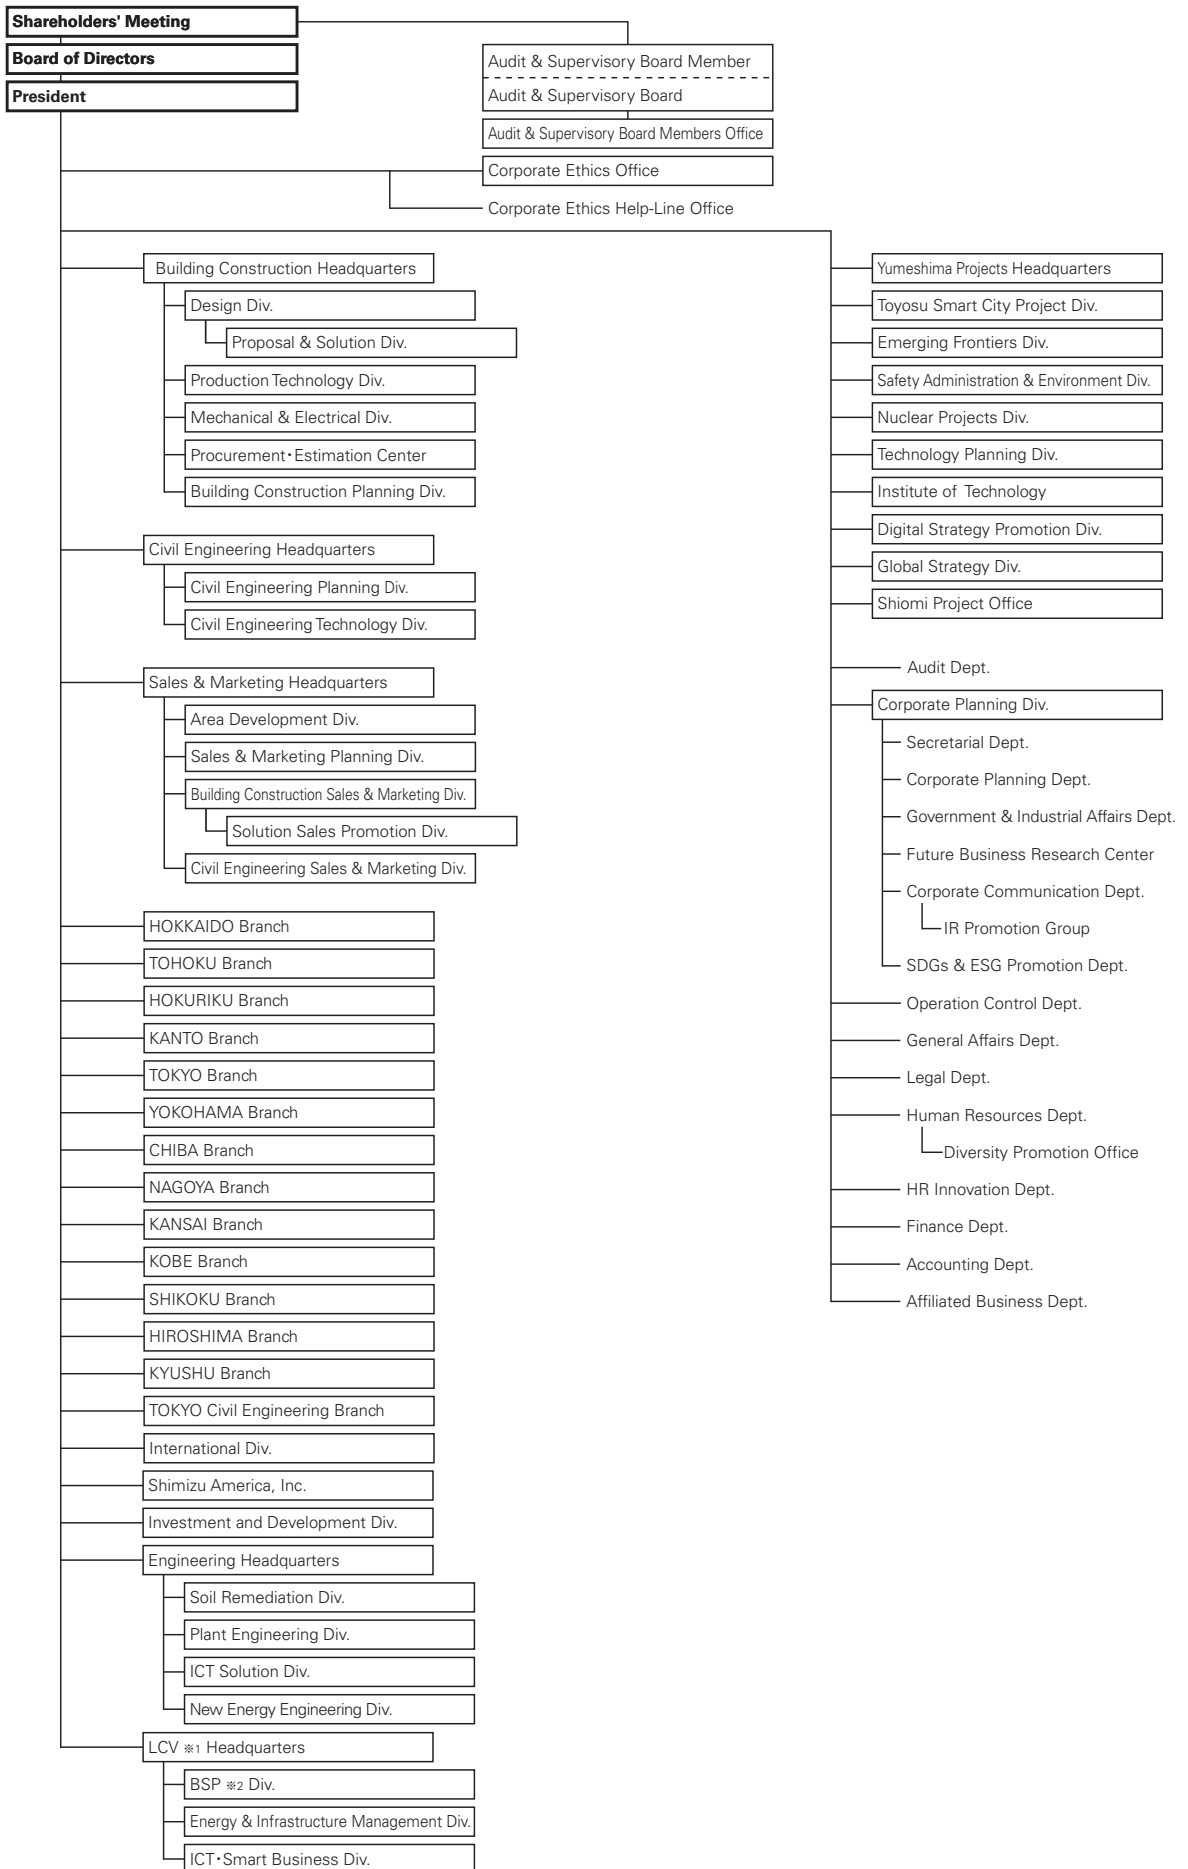 Shareholders' Meeting
Board of Directors
President
Audit & Supervisory Board Member
Audit & Supervisory Board
Audit & Supervisory Board Members Office
Corporate Ethics Office
Corporate Ethics Help-Line Office
Building Construction Headquarters
Design Div.
Proposal & Solution Div.
Production Technology Div.
Mechanical & Electrical Div.
Procurement・Estimation Center
Building Construction Planning Div.
Civil Engineering Headquarters
Civil Engineering Planning Div.
Civil Engineering Technology Div.
Sales & Marketing Headquarters
Area Development Div.
Sales & Marketing Planning Div.
Building Construction Sales & Marketing Div.
Solution Sales Promotion Div.
Civil Engineering Sales & Marketing Div.
HOKKAIDO Branch
TOHOKU Branch
HOKURIKU Branch
KANTO Branch
TOKYO Branch
YOKOHAMA Branch
CHIBA Branch
NAGOYA Branch
KANSAI Branch
KOBE Branch
SHIKOKU Branch
HIROSHIMA Branch
KYUSHU Branch
TOKYO Civil Engineering Branch
International Div.
Shimizu America, Inc.
Investment and Development Div.
Engineering Headquarters
Soil Remediation Div.
Plant Engineering Div.
ICT Solution Div.
New Energy Engineering Div.
LCV ※1 Headquarters
BSP ※2 Div.
Energy & Infrastructure Management Div.
ICT・Smart Business Div.
Yumeshima Projects Headquarters
Toyosu Smart City Project Div.
Emerging Frontiers Div.
Safety Administration & Environment Div.
Nuclear Projects Div.
Technology Planning Div.
Institute of Technology
Digital Strategy Promotion Div.
Global Strategy Div.
Shiomi Project Office
Audit Dept.
Corporate Planning Div.
Secretarial Dept.
Corporate Planning Dept.
Government & Industrial Affairs Dept.
Future Business Research Center
Corporate Communication Dept.
IR Promotion Group
SDGs & ESG Promotion Dept.
Operation Control Dept.
General Affairs Dept.
Legal Dept.
Human Resources Dept.
Diversity Promotion Office
HR Innovation Dept.
Finance Dept.
Accounting Dept.
Affiliated Business Dept.